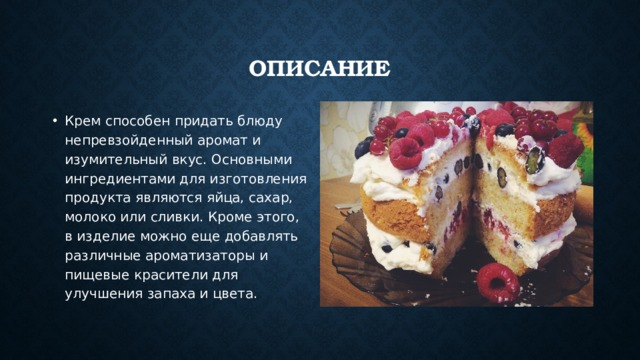 ОПИСАНИЕ
• Крем способен придать блюду
непревзойденный аромат и
изумительный вкус. Основными
ингредиентами для изготовления
продукта являются яйца, сахар,
молоко или сливки. Кроме этого,
в изделие можно еще добавлять
различные ароматизаторы и
пищевые красители для
улучшения запаха и цвета.